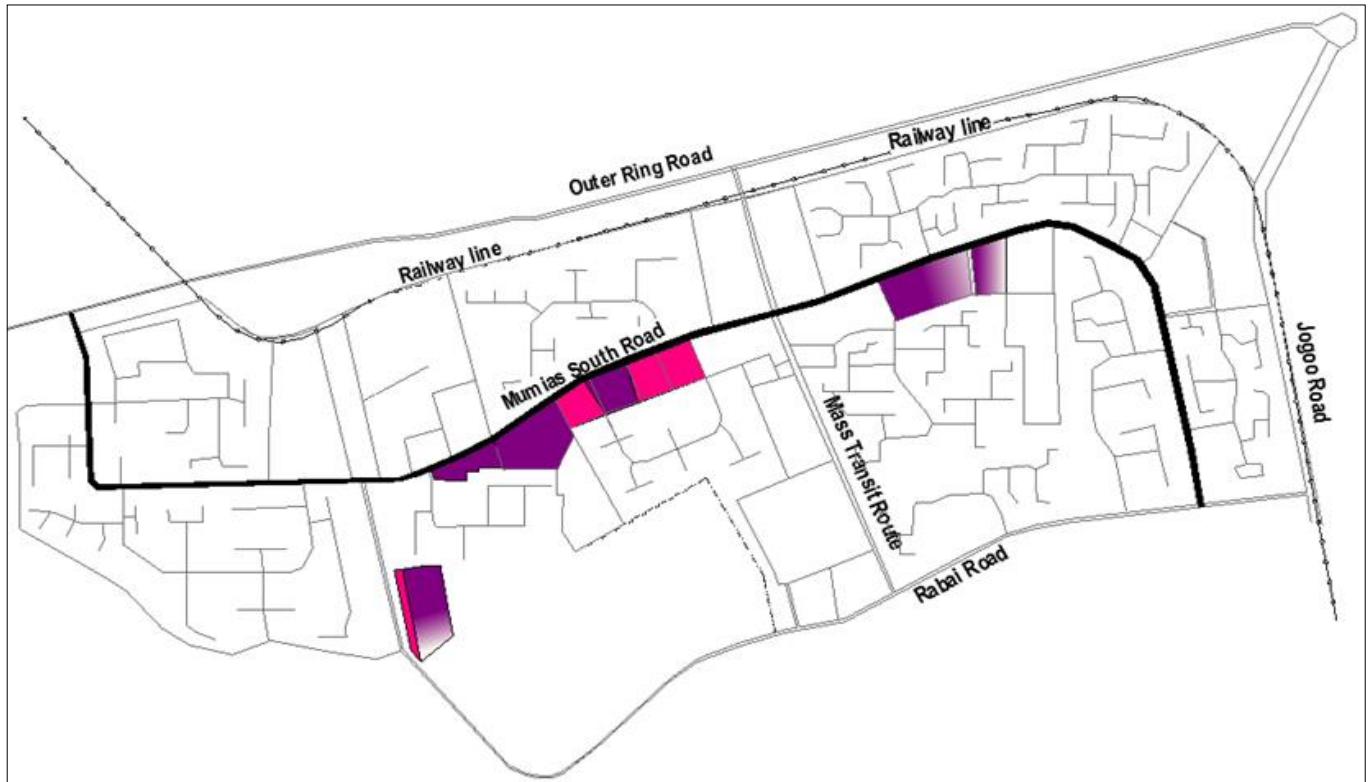 Outer Ring Road
Railway line
Railway line
Mumias South Road
Mass Transit Route
Jogoo Road
Rabai Road